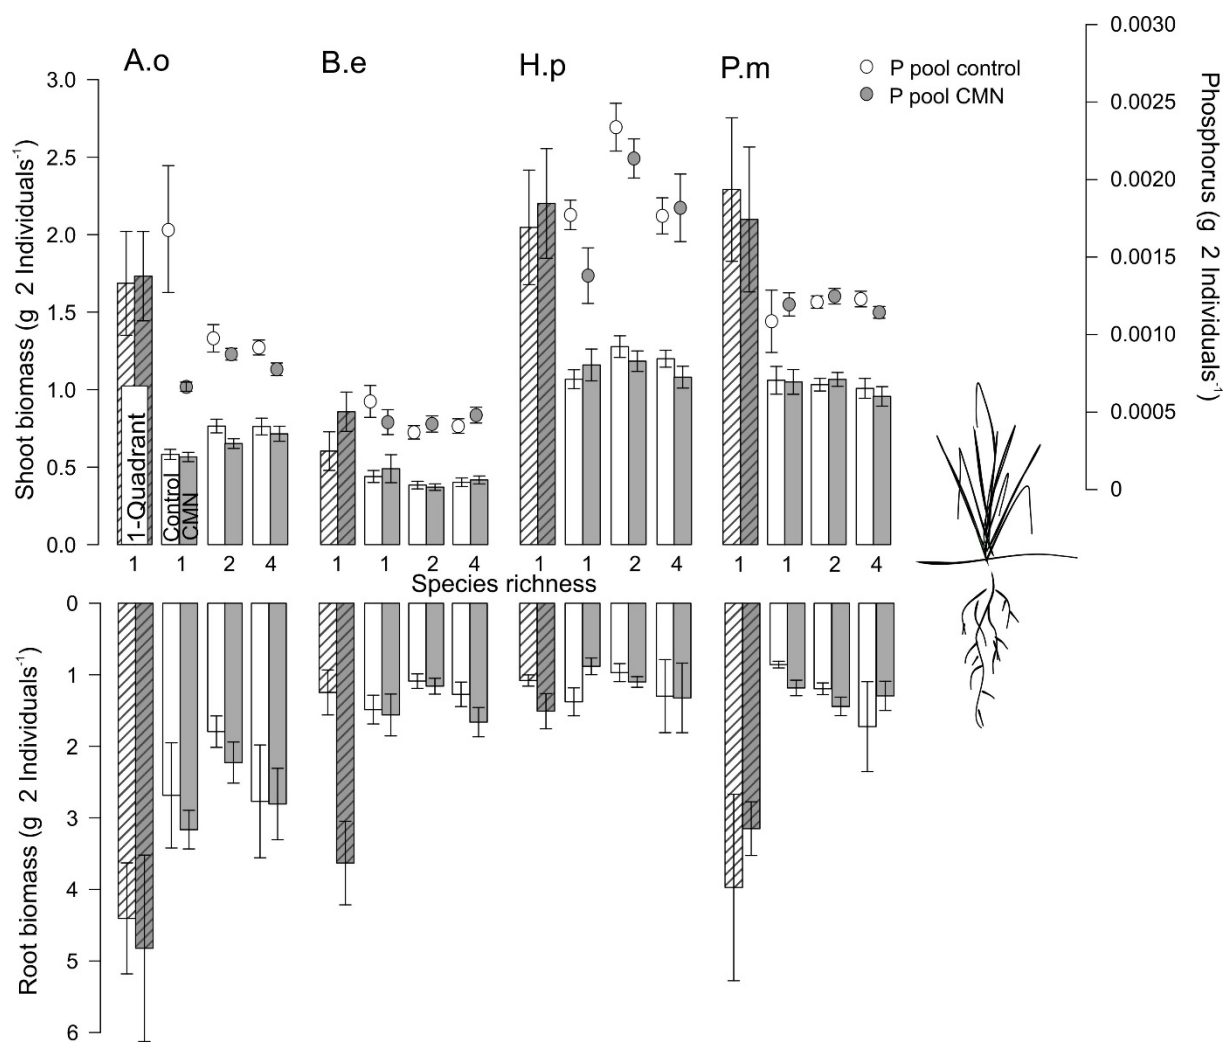 A.o B.e H.p P.m
P pool control
P pool CMN
Shoot biomass (g 2 Individuals⁻¹)
3.0
2.5
2.0
1.5
1.0
0.5
0.0
Phosphorus (g 2 Individuals⁻¹)
0.0030
0.0025
0.0020
0.0015
0.0010
0.0005
0
1-Quadrant
Control
CMN
1 1 2 4 1 1 2 4 1 1 2 4 1 1 2 4
Species richness
Root biomass (g 2 Individuals⁻¹)
0
1
2
3
4
5
6